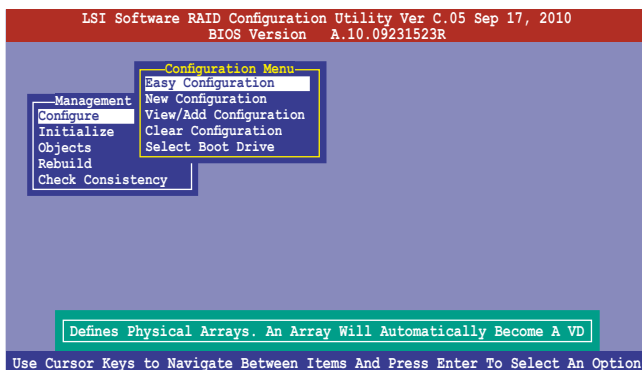 LSI Software RAID Configuration Utility Ver C.05 Sep 17, 2010
BIOS Version A.10.09231523R
Management
Configure
Initialize
Objects
Rebuild
Check Consistency
Configuration Menu
Easy Configuration
New Configuration
View/Add Configuration
Clear Configuration
Select Boot Drive
Defines Physical Arrays. An Array Will Automatically Become A VD
Use Cursor Keys to Navigate Between Items And Press Enter To Select An Option